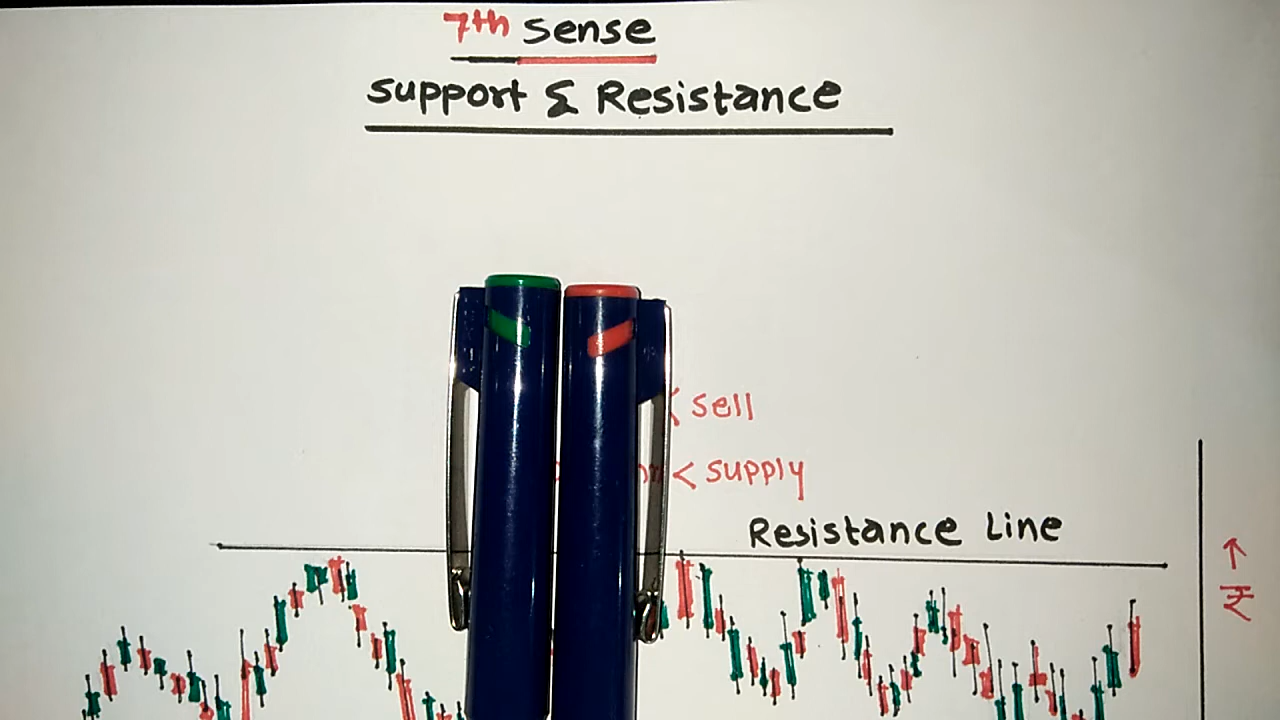 7th Sense
Support & Resistance
< Sell
< Supply
Resistance Line
↑
₹